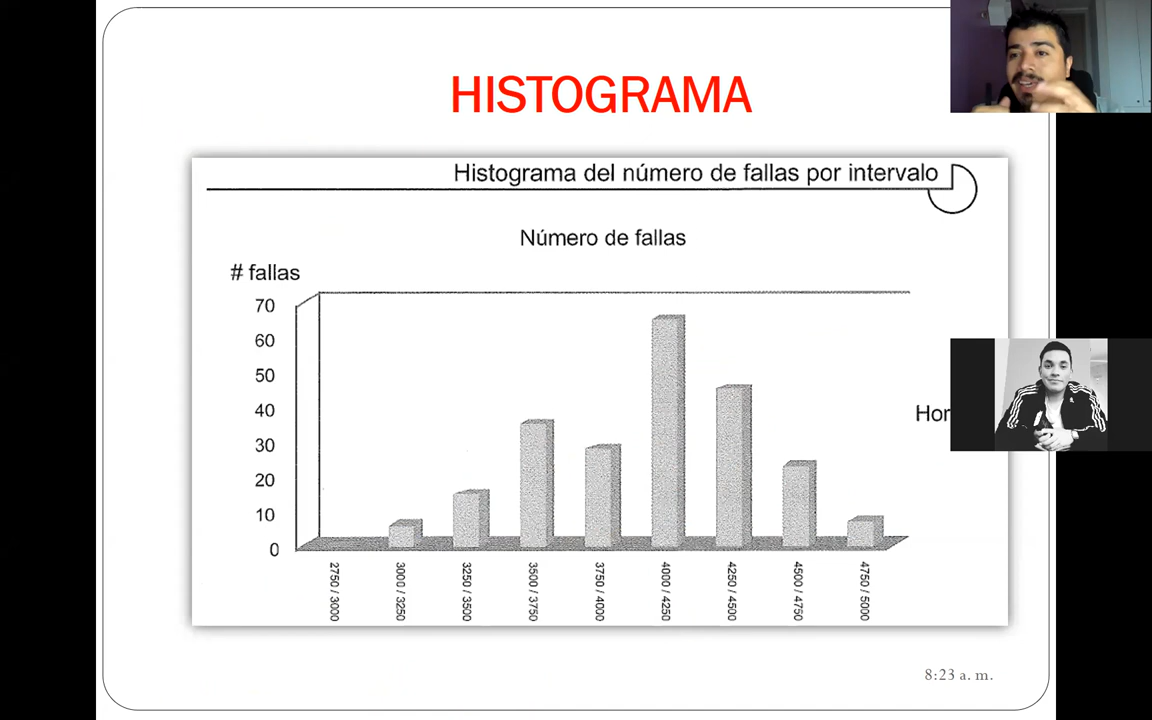 HISTOGRAMA
Histograma del número de fallas por intervalo
Número de fallas
# fallas
70
60
50
40
30
20
10
0
Hor
2750 / 3000
3000 / 3250
3250 / 3500
3500 / 3750
3750 / 4000
4000 / 4250
4250 / 4500
4500 / 4750
4750 / 5000
8:23 a. m.